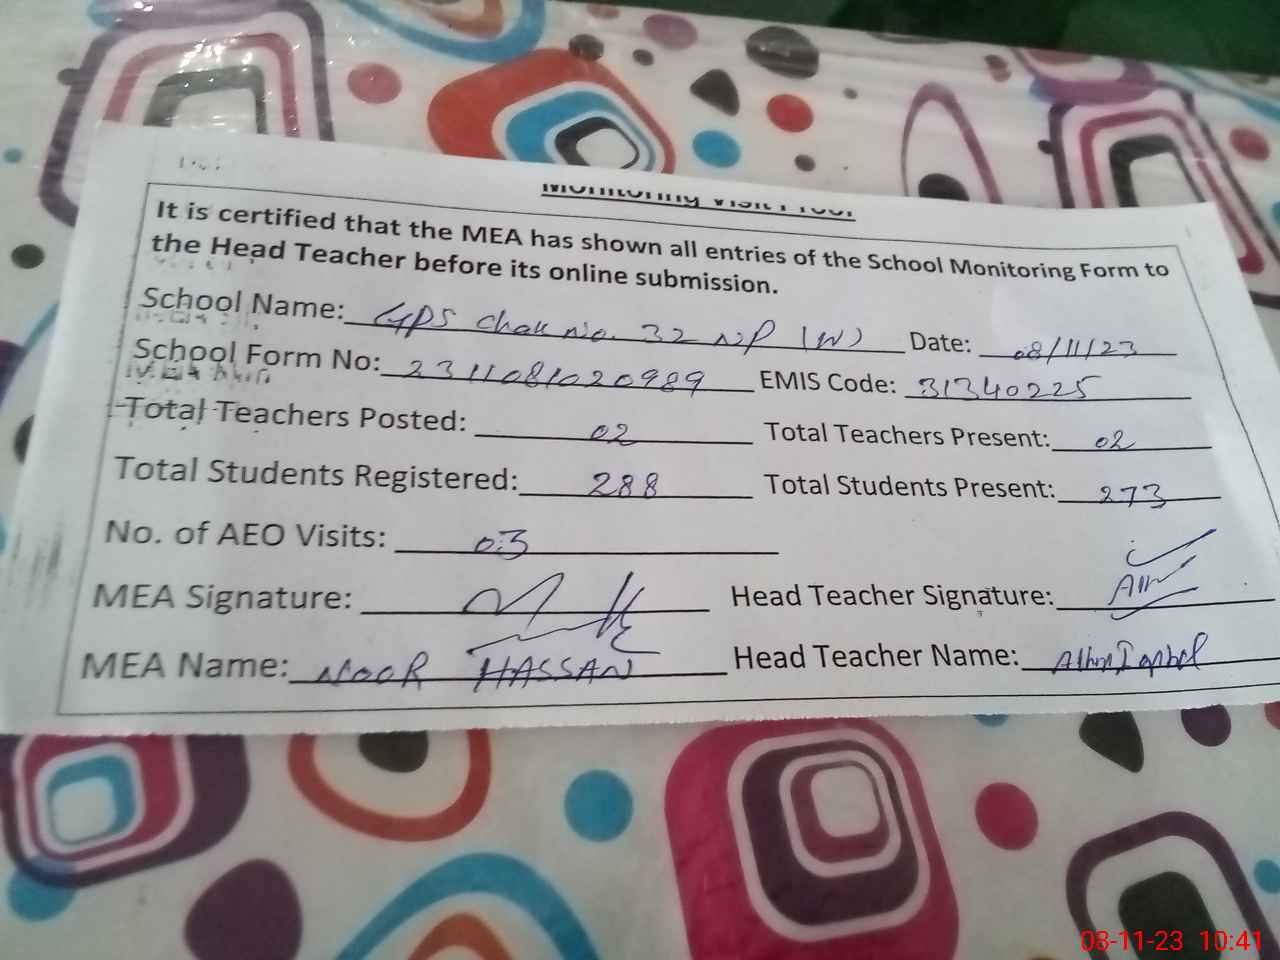 Monitoring Visit Proof
It is certified that the MEA has shown all entries of the School Monitoring Form to
the Head Teacher before its online submission.
School Name: GPS Chak No. 32 NP (W) Date: 08/11/23
School Form No: 2311081020989 EMIS Code: 31340225
Total Teachers Posted: 02 Total Teachers Present: 02
Total Students Registered: 288 Total Students Present: 273
No. of AEO Visits: 03
MEA Signature: Head Teacher Signature:
MEA Name: NOOR HASSAN Head Teacher Name:
08-11-23 10:41